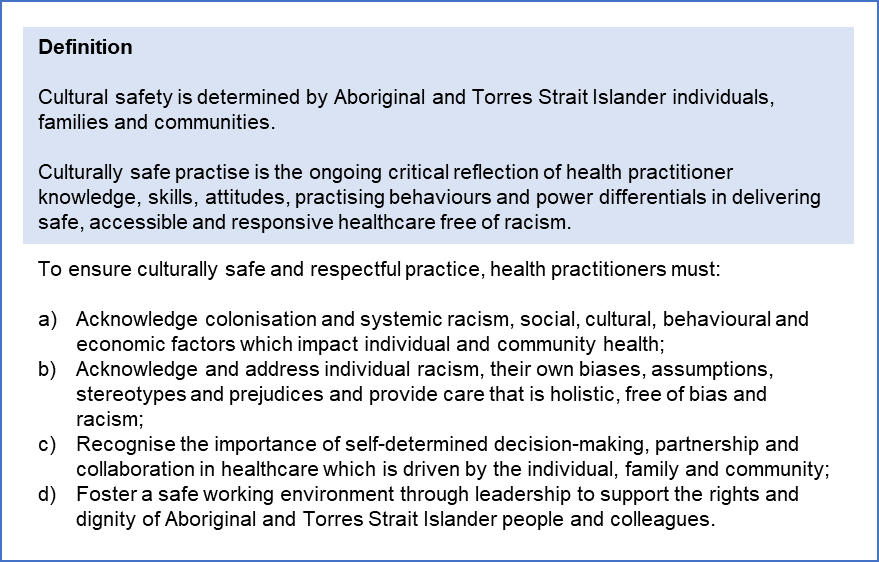 Definition
Cultural safety is determined by Aboriginal and Torres Strait Islander individuals,
families and communities.
Culturally safe practise is the ongoing critical reflection of health practitioner
knowledge, skills, attitudes, practising behaviours and power differentials in delivering
safe, accessible and responsive healthcare free of racism.
To ensure culturally safe and respectful practice, health practitioners must:
a) Acknowledge colonisation and systemic racism, social, cultural, behavioural and
economic factors which impact individual and community health;
b) Acknowledge and address individual racism, their own biases, assumptions,
stereotypes and prejudices and provide care that is holistic, free of bias and
racism;
c) Recognise the importance of self-determined decision-making, partnership and
collaboration in healthcare which is driven by the individual, family and community;
d) Foster a safe working environment through leadership to support the rights and
dignity of Aboriginal and Torres Strait Islander people and colleagues.